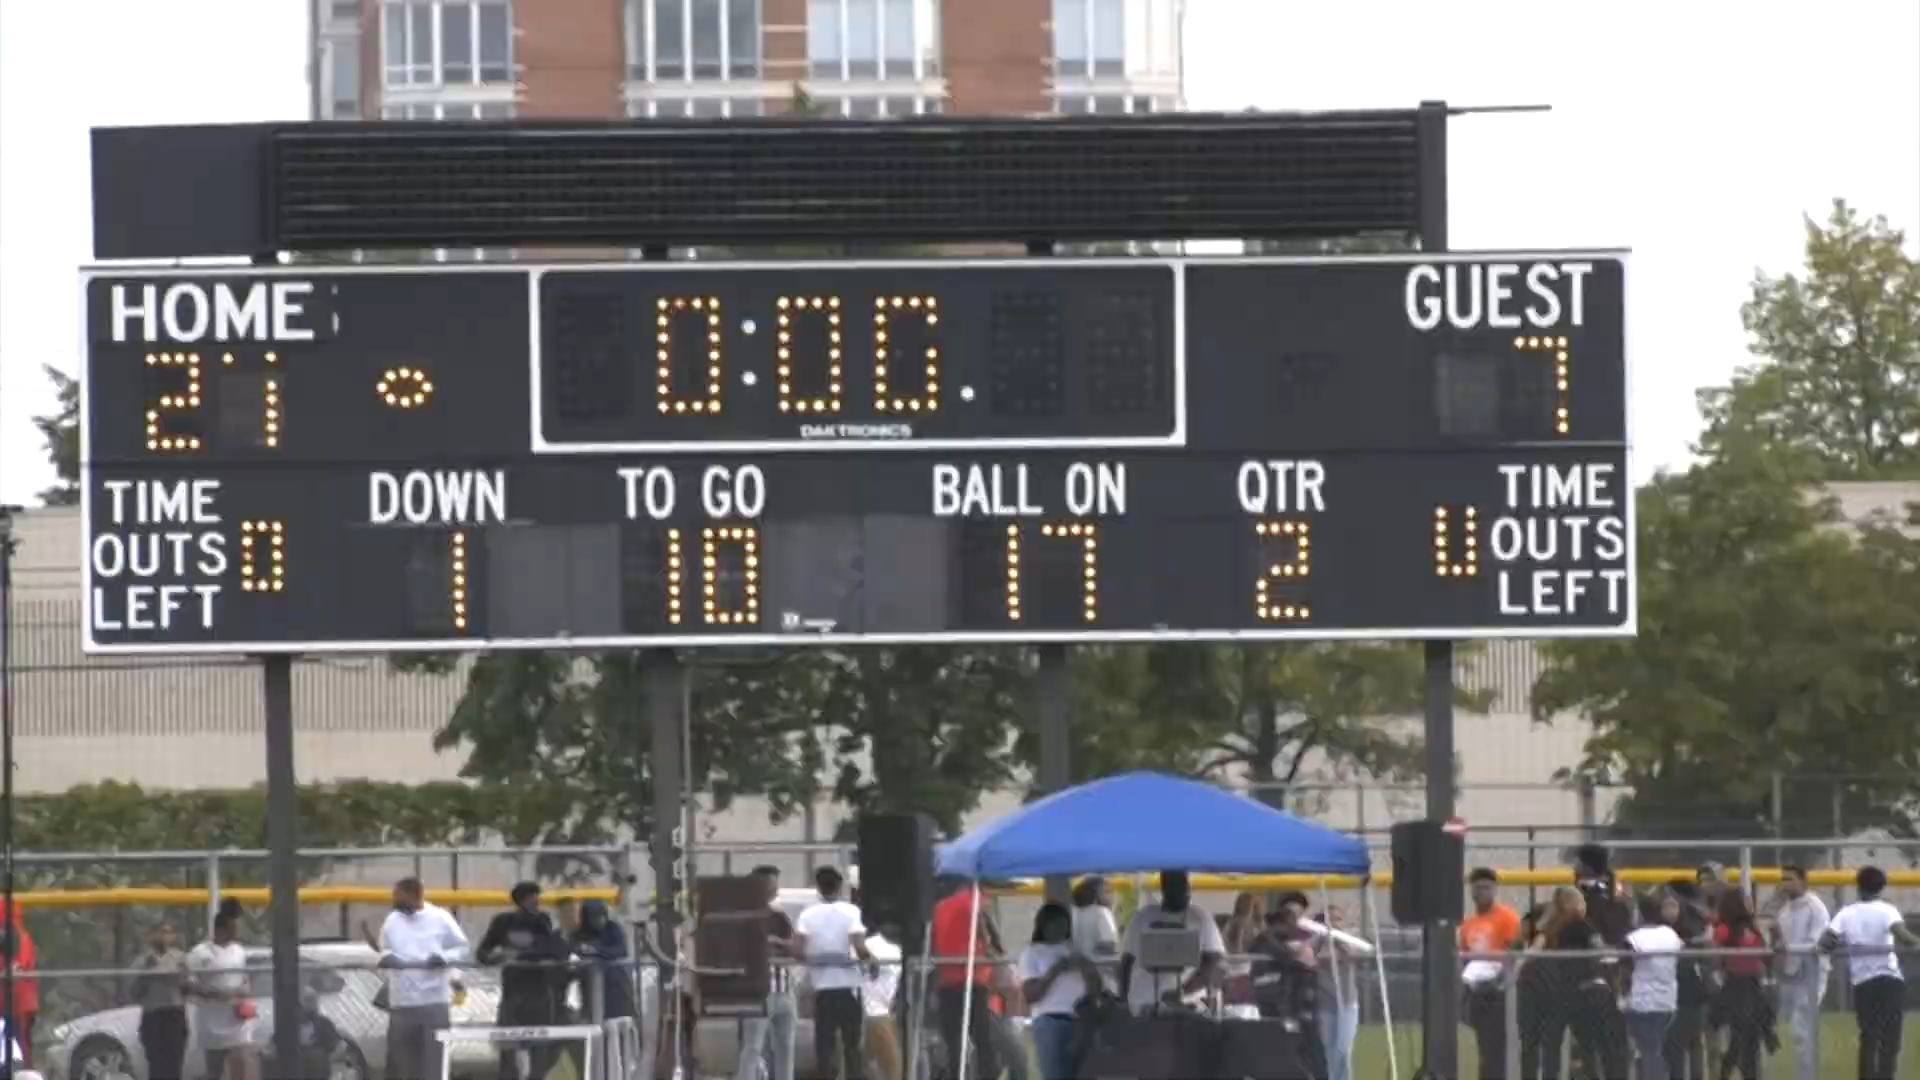 HOME
GUEST
0:00.
21
7
DAKTRONICS
TIME OUTS LEFT
0
DOWN
1
TO GO
10
BALL ON
17
QTR
2
0
TIME OUTS LEFT